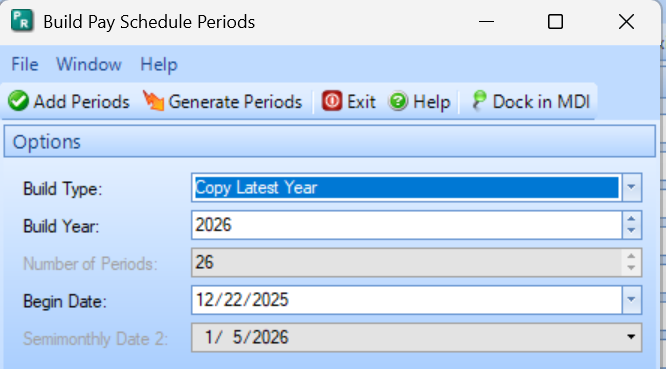 PR Build Pay Schedule Periods
File Window Help
Add Periods Generate Periods Exit Help Dock in MDI
Options
Build Type: Copy Latest Year
Build Year: 2026
Number of Periods: 26
Begin Date: 12/22/2025
Semimonthly Date 2: 1/ 5/2026